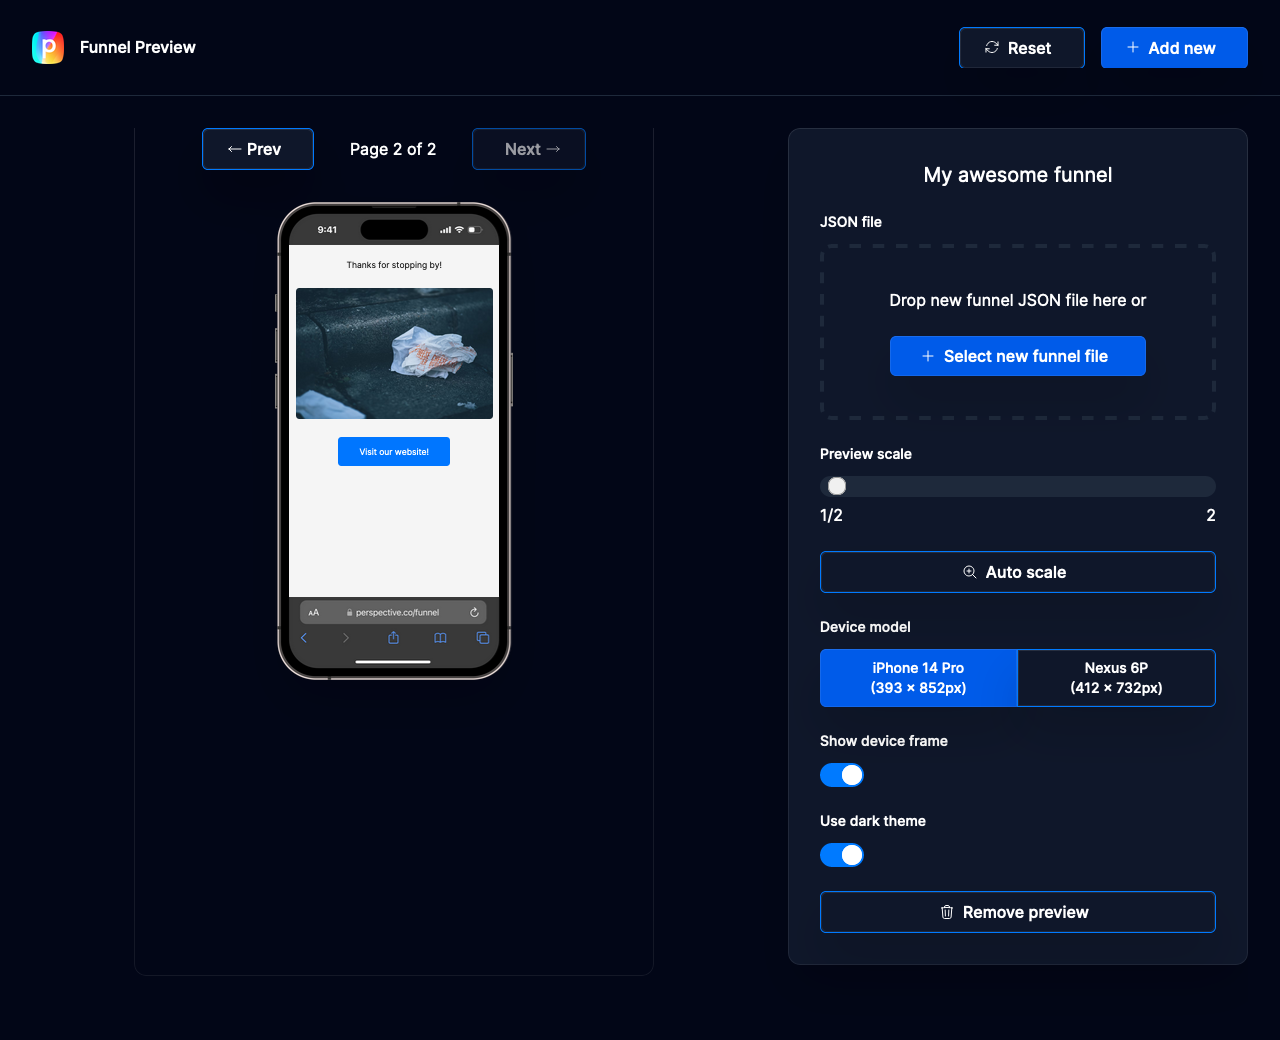 Funnel Preview
Reset
Add new
← Prev
Page 2 of 2
Next →
9:41
Thanks for stopping by!
Visit our website!
AA
perspective.co/funnel
My awesome funnel
JSON file
Drop new funnel JSON file here or
Select new funnel file
Preview scale
1/2
2
Auto scale
Device model
iPhone 14 Pro
(393 × 852px)
Nexus 6P
(412 × 732px)
Show device frame
Use dark theme
Remove preview